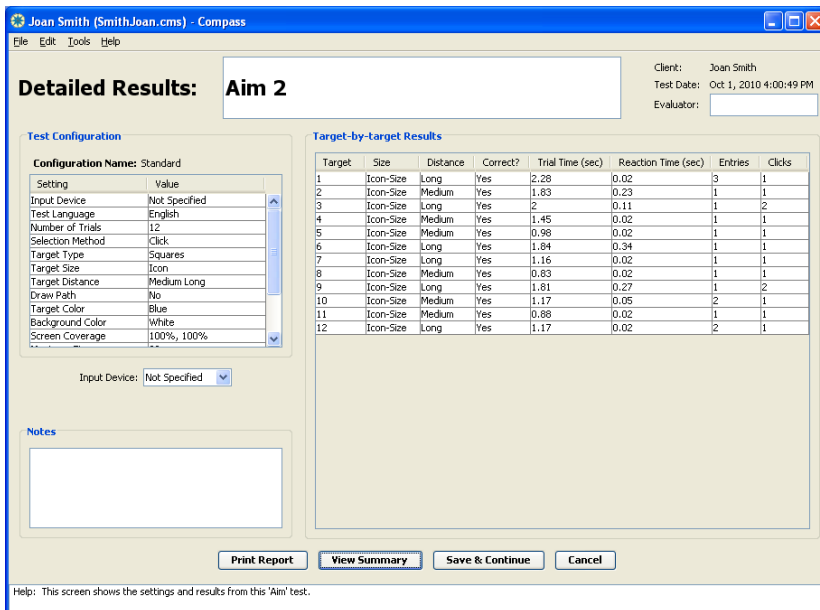 Joan Smith (SmithJoan.cms) - Compass
File Edit Tools Help
Detailed Results: Aim 2
Client: Joan Smith
Test Date: Oct 1, 2010 4:00:49 PM
Evaluator:
Test Configuration
Configuration Name: Standard
Setting Value
Input Device Not Specified
Test Language English
Number of Trials 12
Selection Method Click
Target Type Squares
Target Size Icon
Target Distance Medium Long
Draw Path No
Target Color Blue
Background Color White
Screen Coverage 100%, 100%
Input Device: Not Specified
Notes
Target-by-target Results
Target Size Distance Correct? Trial Time (sec) Reaction Time (sec) Entries Clicks
1 Icon-Size Long Yes 2.28 0.02 3 1
2 Icon-Size Medium Yes 1.83 0.23 1 1
3 Icon-Size Long Yes 2 0.11 1 2
4 Icon-Size Medium Yes 1.45 0.02 1 1
5 Icon-Size Medium Yes 0.98 0.02 1 1
6 Icon-Size Long Yes 1.84 0.34 1 1
7 Icon-Size Long Yes 1.16 0.02 1 1
8 Icon-Size Medium Yes 0.83 0.02 1 1
9 Icon-Size Long Yes 1.81 0.27 1 2
10 Icon-Size Medium Yes 1.17 0.05 2 1
11 Icon-Size Medium Yes 0.88 0.02 1 1
12 Icon-Size Long Yes 1.17 0.02 2 1
Print Report View Summary Save & Continue Cancel
Help: This screen shows the settings and results from this 'Aim' test.